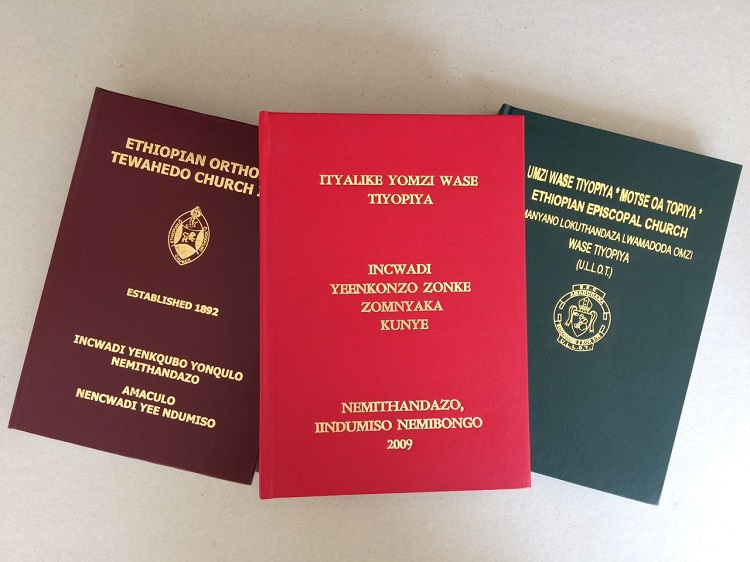 ETHIOPIAN ORTHO
TEWAHEDO CHURCH
ESTABLISHED 1892
INCWADI YENKQUBO YONQULO
NEMITHANDAZO
AMACULO
NENCWADI YEE NDUMISO
ITYALIKE YOMZI WASE
TIYOPIYA
INCWADI
YEENKONZO ZONKE
ZOMNYAKA
KUNYE
NEMITHANDAZO,
IINDUMISO NEMIBONGO
2009
UMZI WASE TIYOPIYA * MOTSE OA TOPIYA *
ETHIOPIAN EPISCOPAL CHURCH
MANYANO LOKUTHANDAZA LWAMADODA OMZI
WASE TIYOPIYA
(U.L.L.O.T.)
E.E.C.
AMADODANA
U.L.L.O.T.